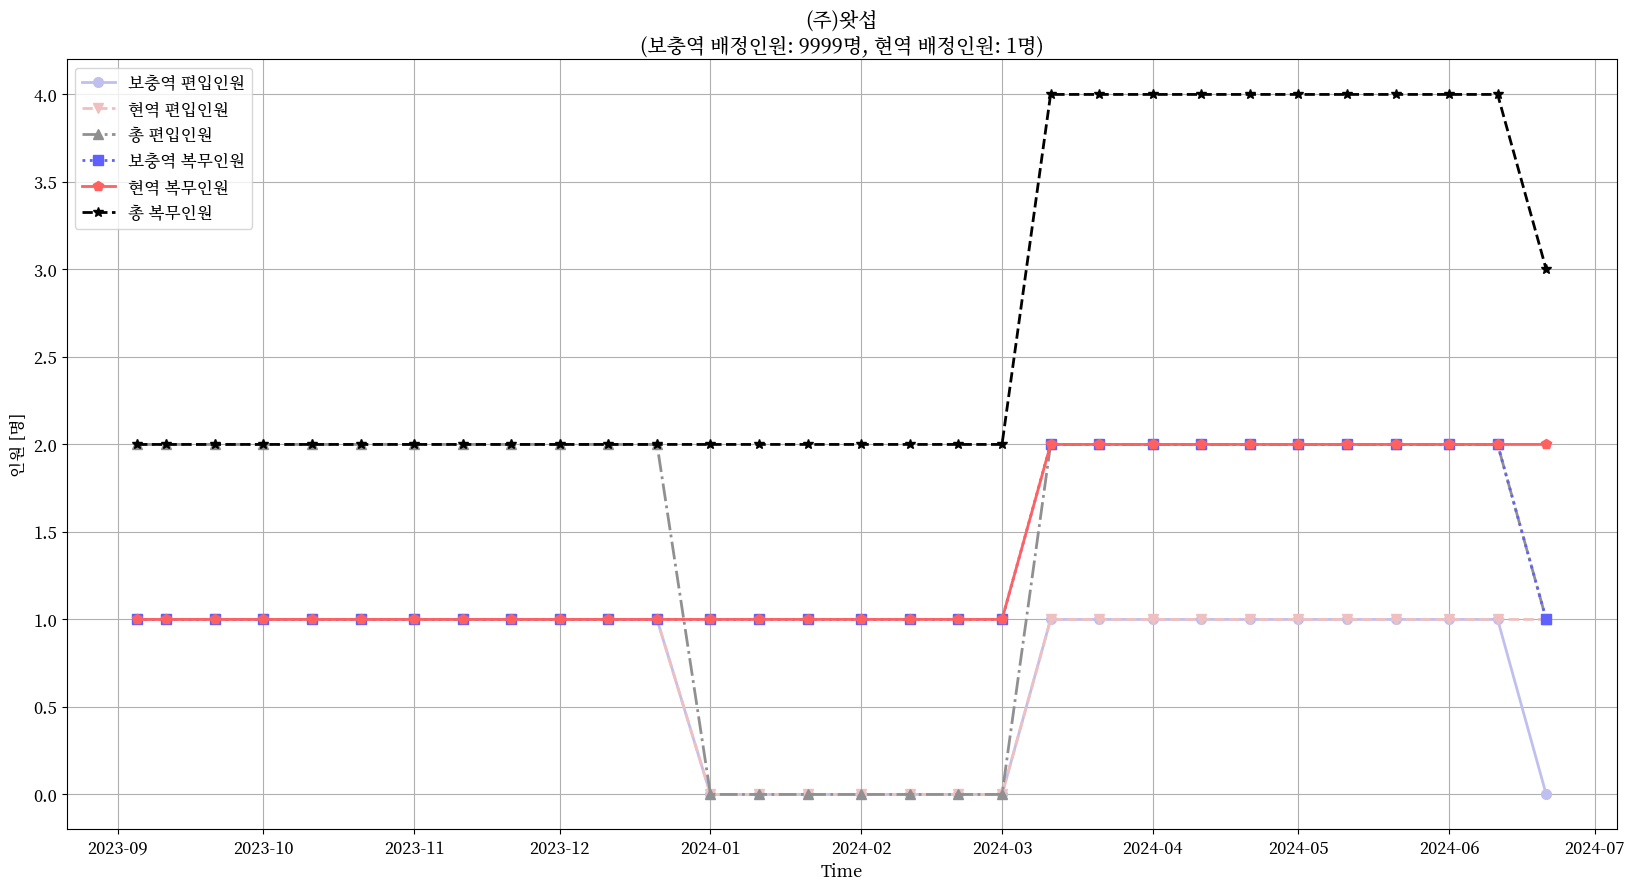 (주)왓섭
(보충역 배정인원: 9999명, 현역 배정인원: 1명)
보충역 편입인원
현역 편입인원
총 편입인원
보충역 복무인원
현역 복무인원
총 복무인원
인원 [명]
4.0
3.5
3.0
2.5
2.0
1.5
1.0
0.5
0.0
2023-09 2023-10 2023-11 2023-12 2024-01 2024-02 2024-03 2024-04 2024-05 2024-06 2024-07
Time